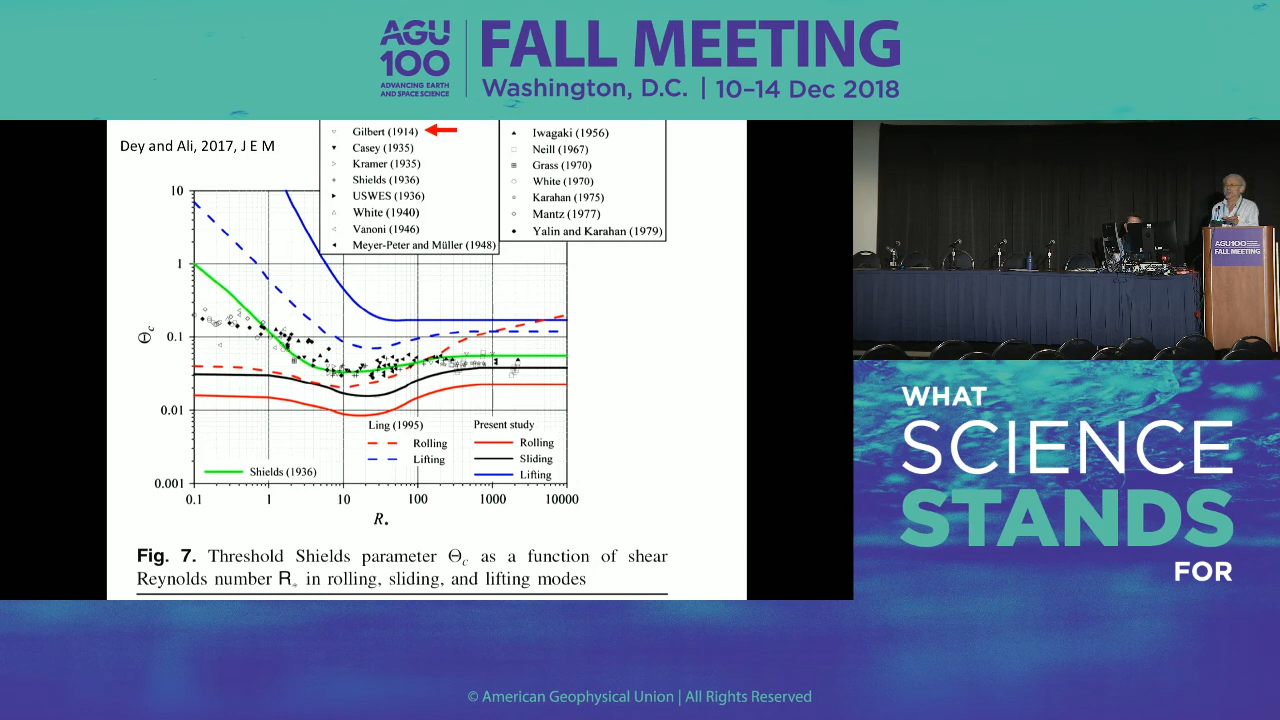 AGU
100
ADVANCING EARTH
AND SPACE SCIENCE
FALL MEETING
Washington, D.C. | 10–14 Dec 2018
Dey and Ali, 2017, J E M
Gilbert (1914)
Casey (1935)
Kramer (1935)
Shields (1936)
USWES (1936)
White (1940)
Vanoni (1946)
Meyer-Peter and Müller (1948)
Iwagaki (1956)
Neill (1967)
Grass (1970)
White (1970)
Karahan (1975)
Mantz (1977)
Yalin and Karahan (1979)
10
1
0.1
0.01
0.001
Θc
Ling (1995)
Rolling
Lifting
Present study
Rolling
Sliding
Lifting
Shields (1936)
0.1 1 10 100 1000 10000
R*
Fig. 7. Threshold Shields parameter Θc as a function of shear
Reynolds number R* in rolling, sliding, and lifting modes
AGU100
FALL MEETING
WHAT
SCIENCE
STANDS
FOR
© American Geophysical Union | All Rights Reserved